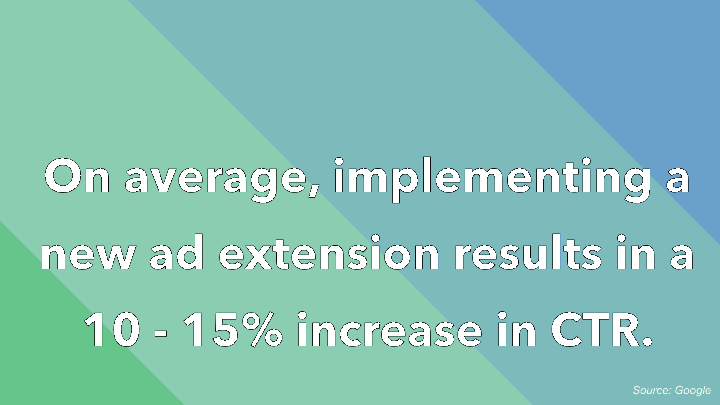 On average, implementing a
new ad extension results in a
10 - 15% increase in CTR.
Source: Google